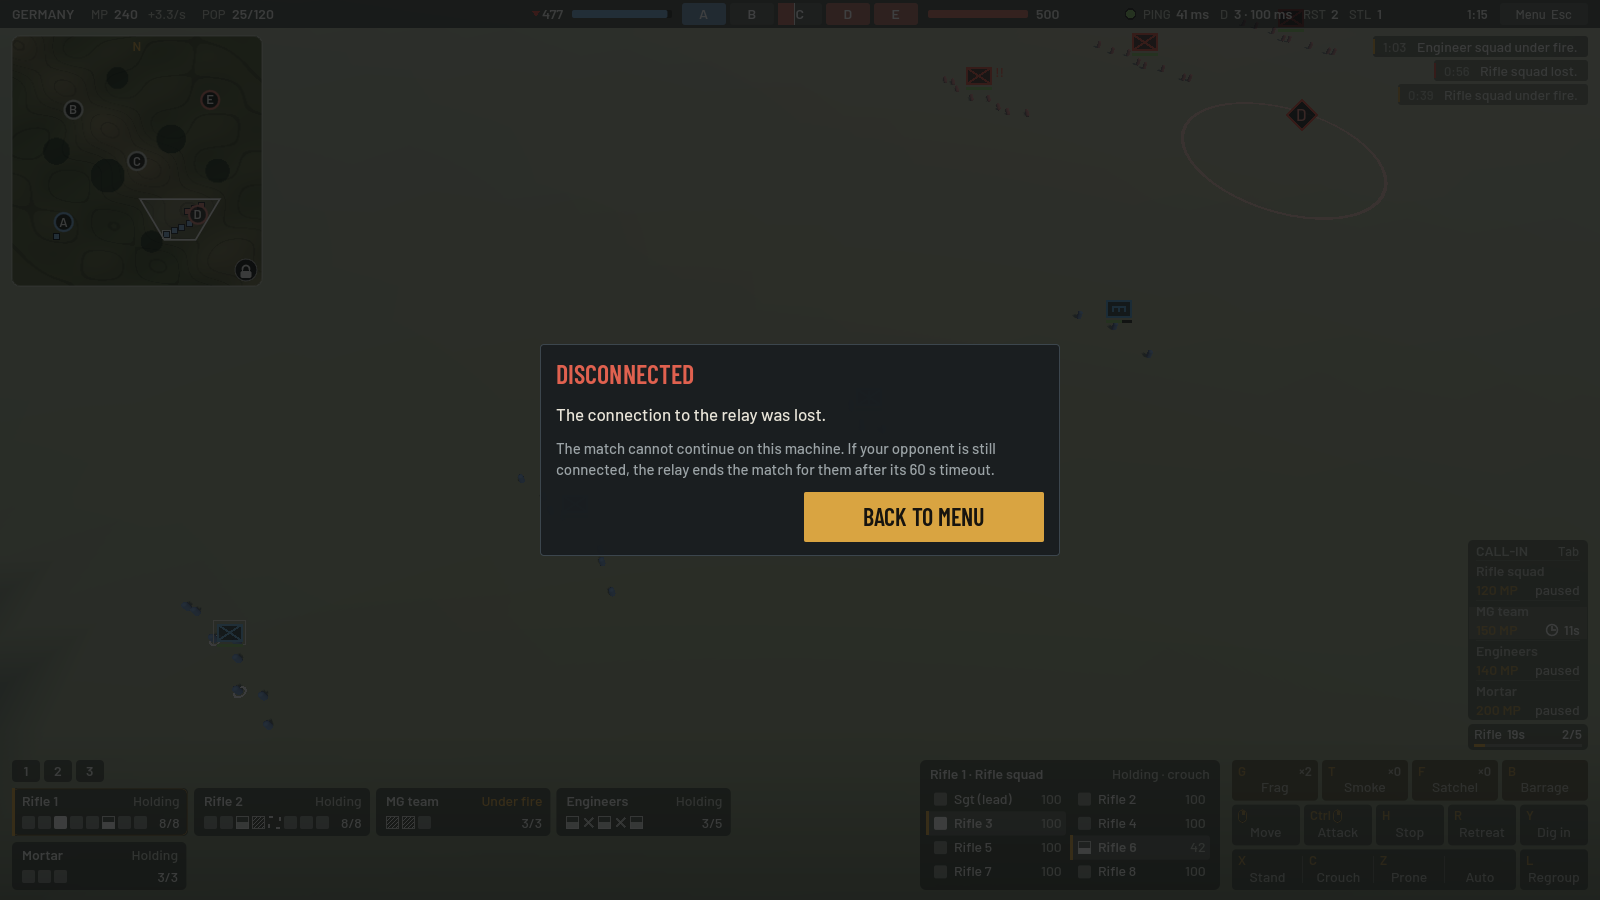 GERMANY MP 240 +3.3/s POP 25/120 477 A B C D E 500 PING 41 ms D 3 · 100 ms RST 2 STL 1 1:15 Menu Esc
N
B
E
C
A
D
1:03 Engineer squad under fire.
0:56 Rifle squad lost.
0:39 Rifle squad under fire.
D
E
DISCONNECTED
The connection to the relay was lost.
The match cannot continue on this machine. If your opponent is still
connected, the relay ends the match for them after its 60 s timeout.
BACK TO MENU
CALL-IN Tab
Rifle squad
120 MP paused
MG team
150 MP 11s
Engineers
140 MP paused
Mortar
200 MP paused
Rifle 19s 2/5
1 2 3
Rifle 1 Holding
8/8
Rifle 2 Holding
8/8
MG team Under fire
3/3
Engineers Holding
3/5
Mortar Holding
3/3
Rifle 1 · Rifle squad Holding · crouch
Sgt (lead) 100 Rifle 2 100
Rifle 3 100 Rifle 4 100
Rifle 5 100 Rifle 6 42
Rifle 7 100 Rifle 8 100
G ×2 T ×0 F ×0 B
Frag Smoke Satchel Barrage
Ctrl H R Y
Move Attack Stop Retreat Dig in
X C Z L
Stand Crouch Prone Auto Regroup